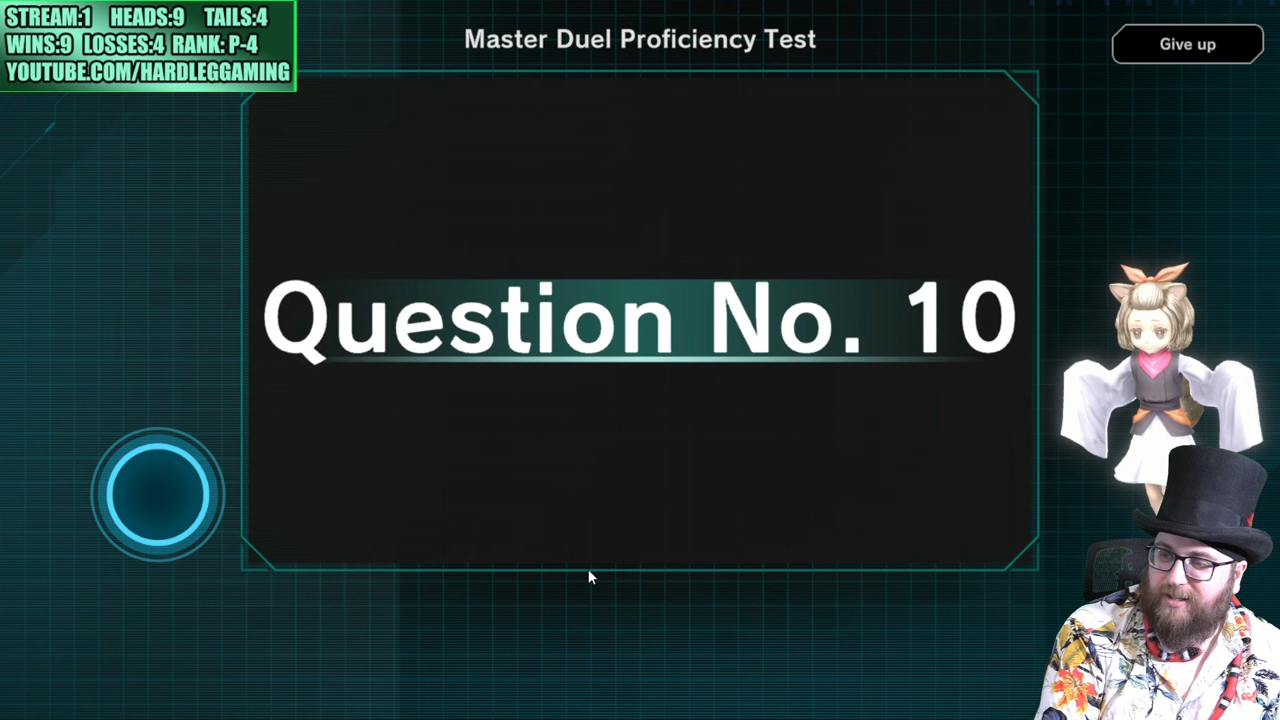 STREAM:1 HEADS:9 TAILS:4
WINS:9 LOSSES:4 RANK: P-4
YOUTUBE.COM/HARDLEGGAMING
Master Duel Proficiency Test
Give up
Question No. 10